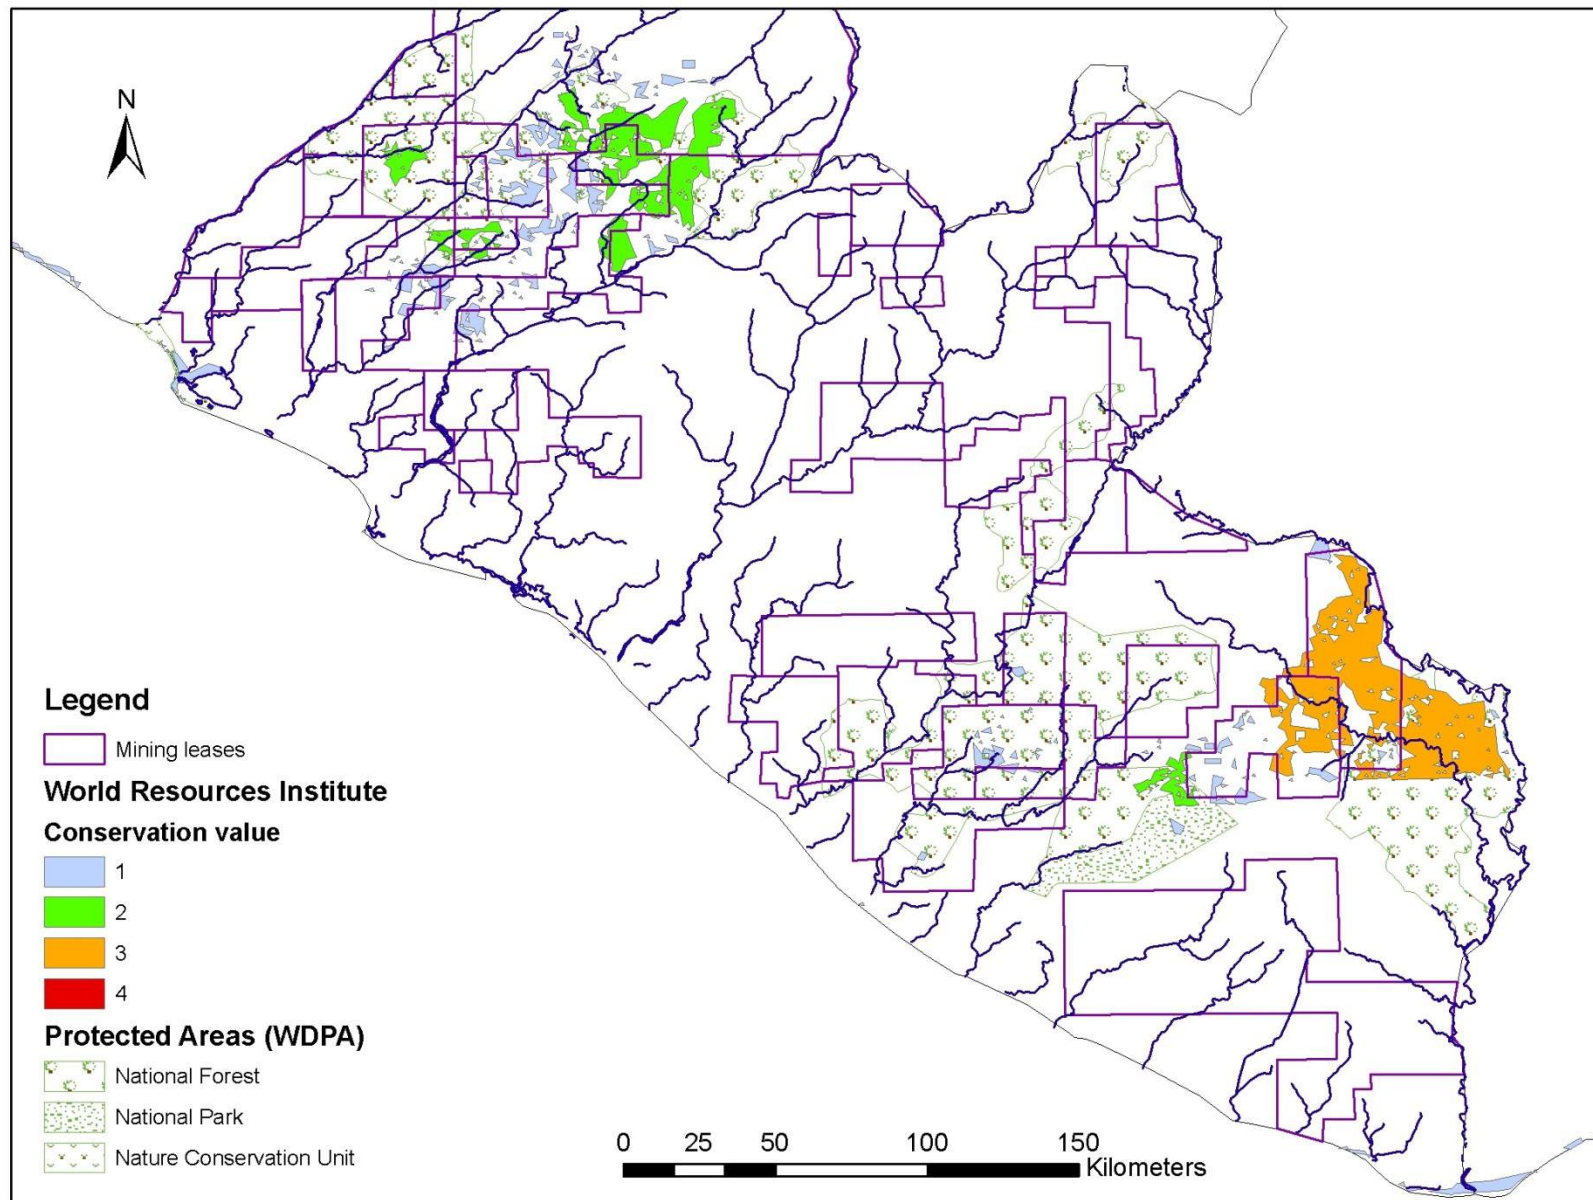 N
Legend
Mining leases
World Resources Institute
Conservation value
1
2
3
4
Protected Areas (WDPA)
National Forest
National Park
Nature Conservation Unit
0 25 50 100 150
Kilometers